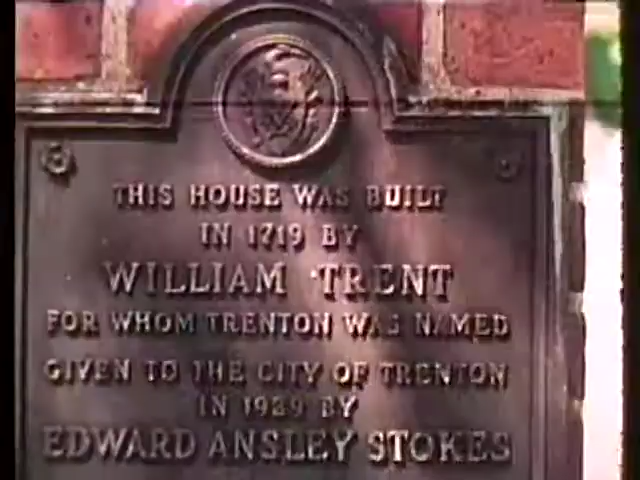 THIS HOUSE WAS BUILT
IN 1719 BY
WILLIAM TRENT
FOR WHOM TRENTON WAS NAMED
GIVEN TO THE CITY OF TRENTON
IN 1929 BY
EDWARD ANSLEY STOKES